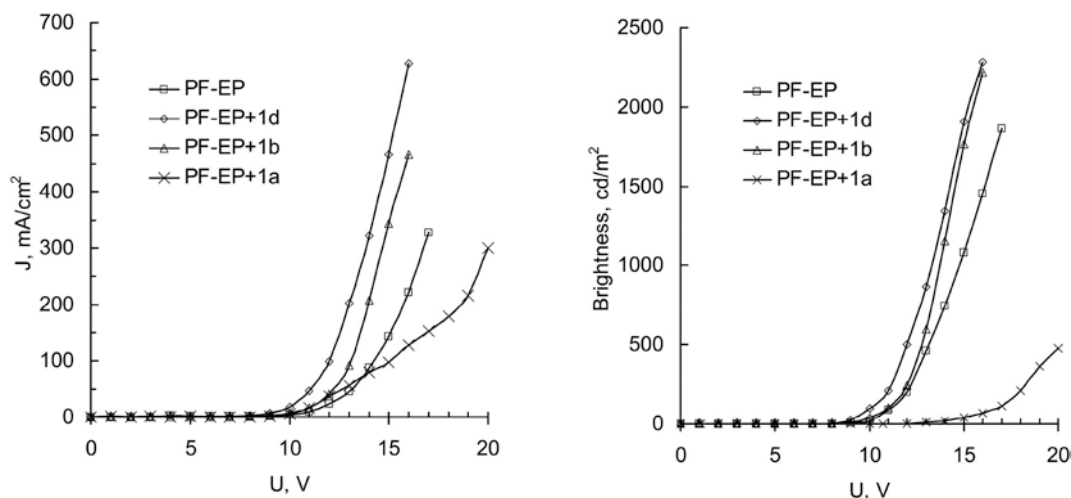 700
600
500
400
300
200
100
0
J, mA/cm²
PF-EP
PF-EP+1d
PF-EP+1b
PF-EP+1a
0 5 10 15 20
U, V
2500
2000
1500
1000
500
0
Brightness, cd/m²
PF-EP
PF-EP+1d
PF-EP+1b
PF-EP+1a
0 5 10 15 20
U, V